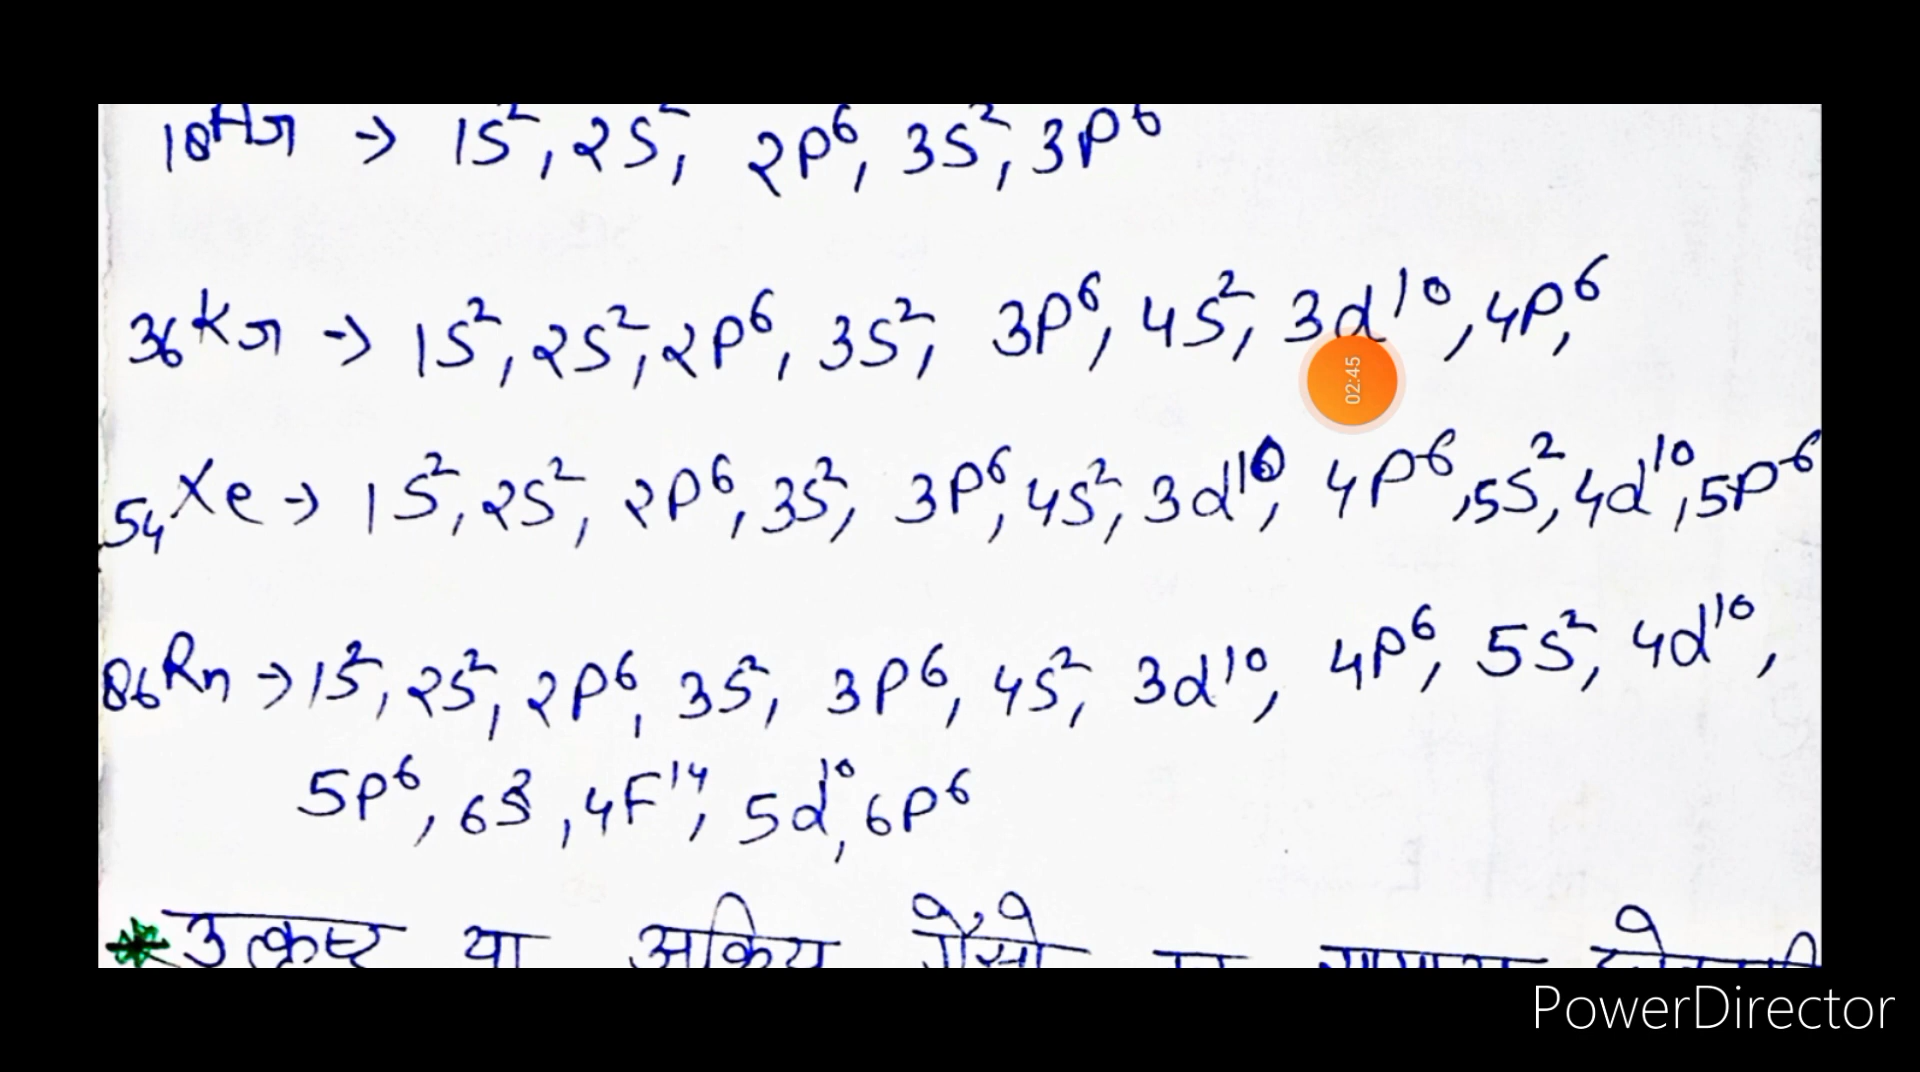 18Ar → 1S², 2S², 2P⁶, 3S², 3P⁶
36Kr → 1S², 2S², 2P⁶, 3S², 3P⁶, 4S², 3d¹⁰, 4P⁶,
02:45
54Xe → 1S², 2S², 2P⁶, 3S², 3P⁶, 4S², 3d¹⁰, 4P⁶, 5S², 4d¹⁰, 5P⁶
86Rn → 1S², 2S², 2P⁶, 3S², 3P⁶, 4S², 3d¹⁰, 4P⁶, 5S², 4d¹⁰,
5P⁶, 6S², 4F¹⁴, 5d¹⁰, 6P⁶
* उत्कृष्ट या अक्रिय गैसों
PowerDirector